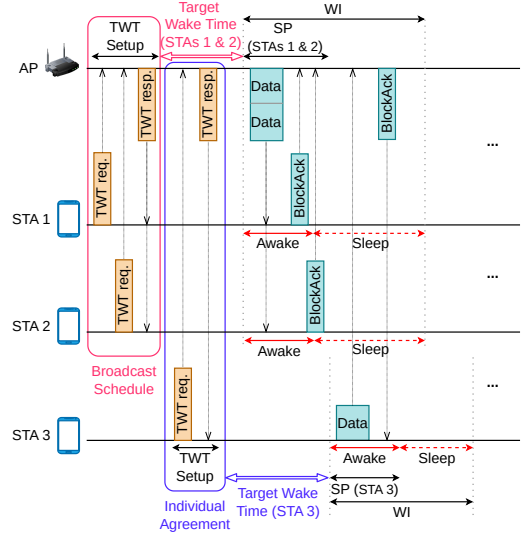 TWT
Setup
Target
Wake Time
(STAs 1 & 2)
WI
SP
(STAs 1 & 2)
AP
TWT resp.
TWT resp.
Data
Data
BlockAck
...
TWT req.
BlockAck
STA 1
Awake
Sleep
TWT req.
BlockAck
...
STA 2
Awake
Sleep
Broadcast
Schedule
TWT req.
Data
...
STA 3
TWT
Setup
Awake
Sleep
Individual
Agreement
Target Wake
Time (STA 3)
SP (STA 3)
WI